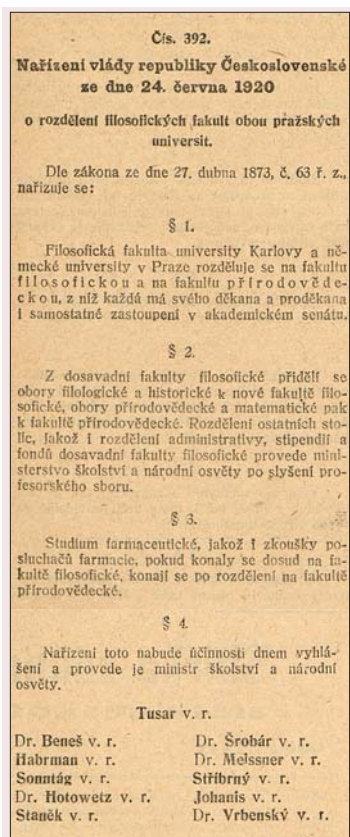 Čís. 392.
Nařízení vlády republiky Československé
ze dne 24. června 1920
o rozdělení filosofických fakult obou pražských
universit.
Dle zákona ze dne 27. dubna 1873, č. 63 ř. z.,
nařizuje se:
§ 1.
Filosofická fakulta university Karlovy a ně-
mecké university v Praze rozděluje se na fakultu
filosofickou a na fakultu přírodověde-
ckou, z níž každá má svého děkana a proděkana
i samostatné zastoupení v akademickém senátu.
§ 2.
Z dosavadní fakulty filosofické přidělí se
obory filologické a historické k nové fakultě filo-
sofické, obory přírodovědecké a matematické pak
k fakultě přírodovědecké. Rozdělení ostatních sto-
lic, jakož i rozdělení administrativy, stipendií a
fondů dosavadní fakulty filosofické provede mini-
sterstvo školství a národní osvěty po slyšení pro-
fesorského sboru.
§ 3.
Studium farmaceutické, jakož i zkoušky po-
sluchačů farmacie, pokud konaly se dosud na fa-
kultě filosofické, konají se po rozdělení na fakultě
přírodovědecké.
§ 4.
Nařízení toto nabude účinnosti dnem vyhlá-
šení a provede je ministr školství a národní
osvěty.
Tusar v. r.
Dr. Beneš v. r. Dr. Šrobár v. r.
Habrman v. r. Dr. Meissner v. r.
Sonntág v. r. Stříbrný v. r.
Dr. Hotowetz v. r. Johanis v. r.
Staněk v. r. Dr. Vrbenský v. r.